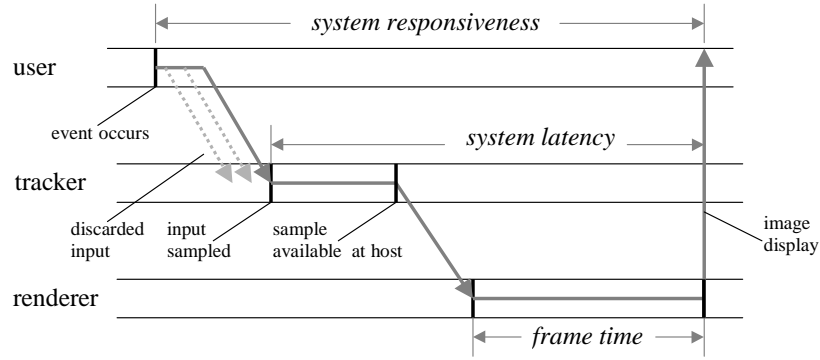 system responsiveness
user
event occurs
system latency
tracker
discarded input
input sampled
sample available at host
image display
renderer
frame time